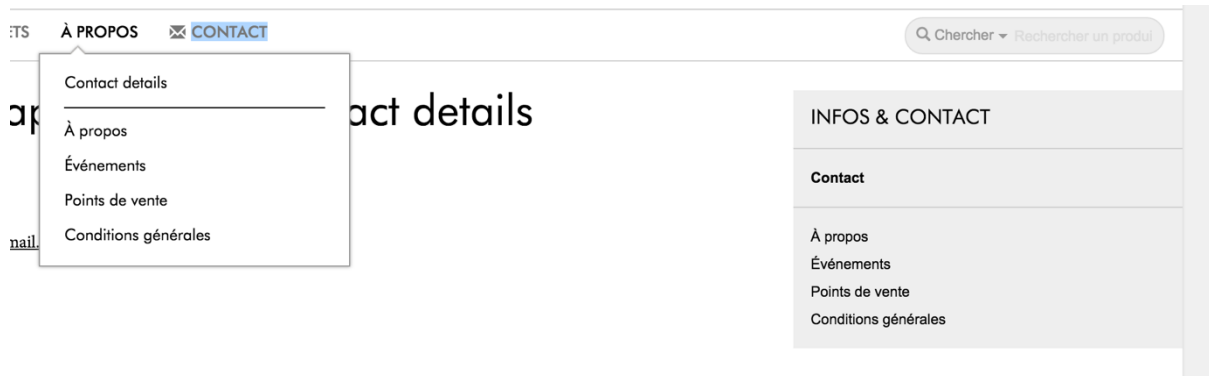 À PROPOS CONTACT
Chercher Rechercher un produi
Contact details
À propos
Événements
Points de vente
Conditions générales
act details
mail.
INFOS & CONTACT
Contact
À propos
Événements
Points de vente
Conditions générales